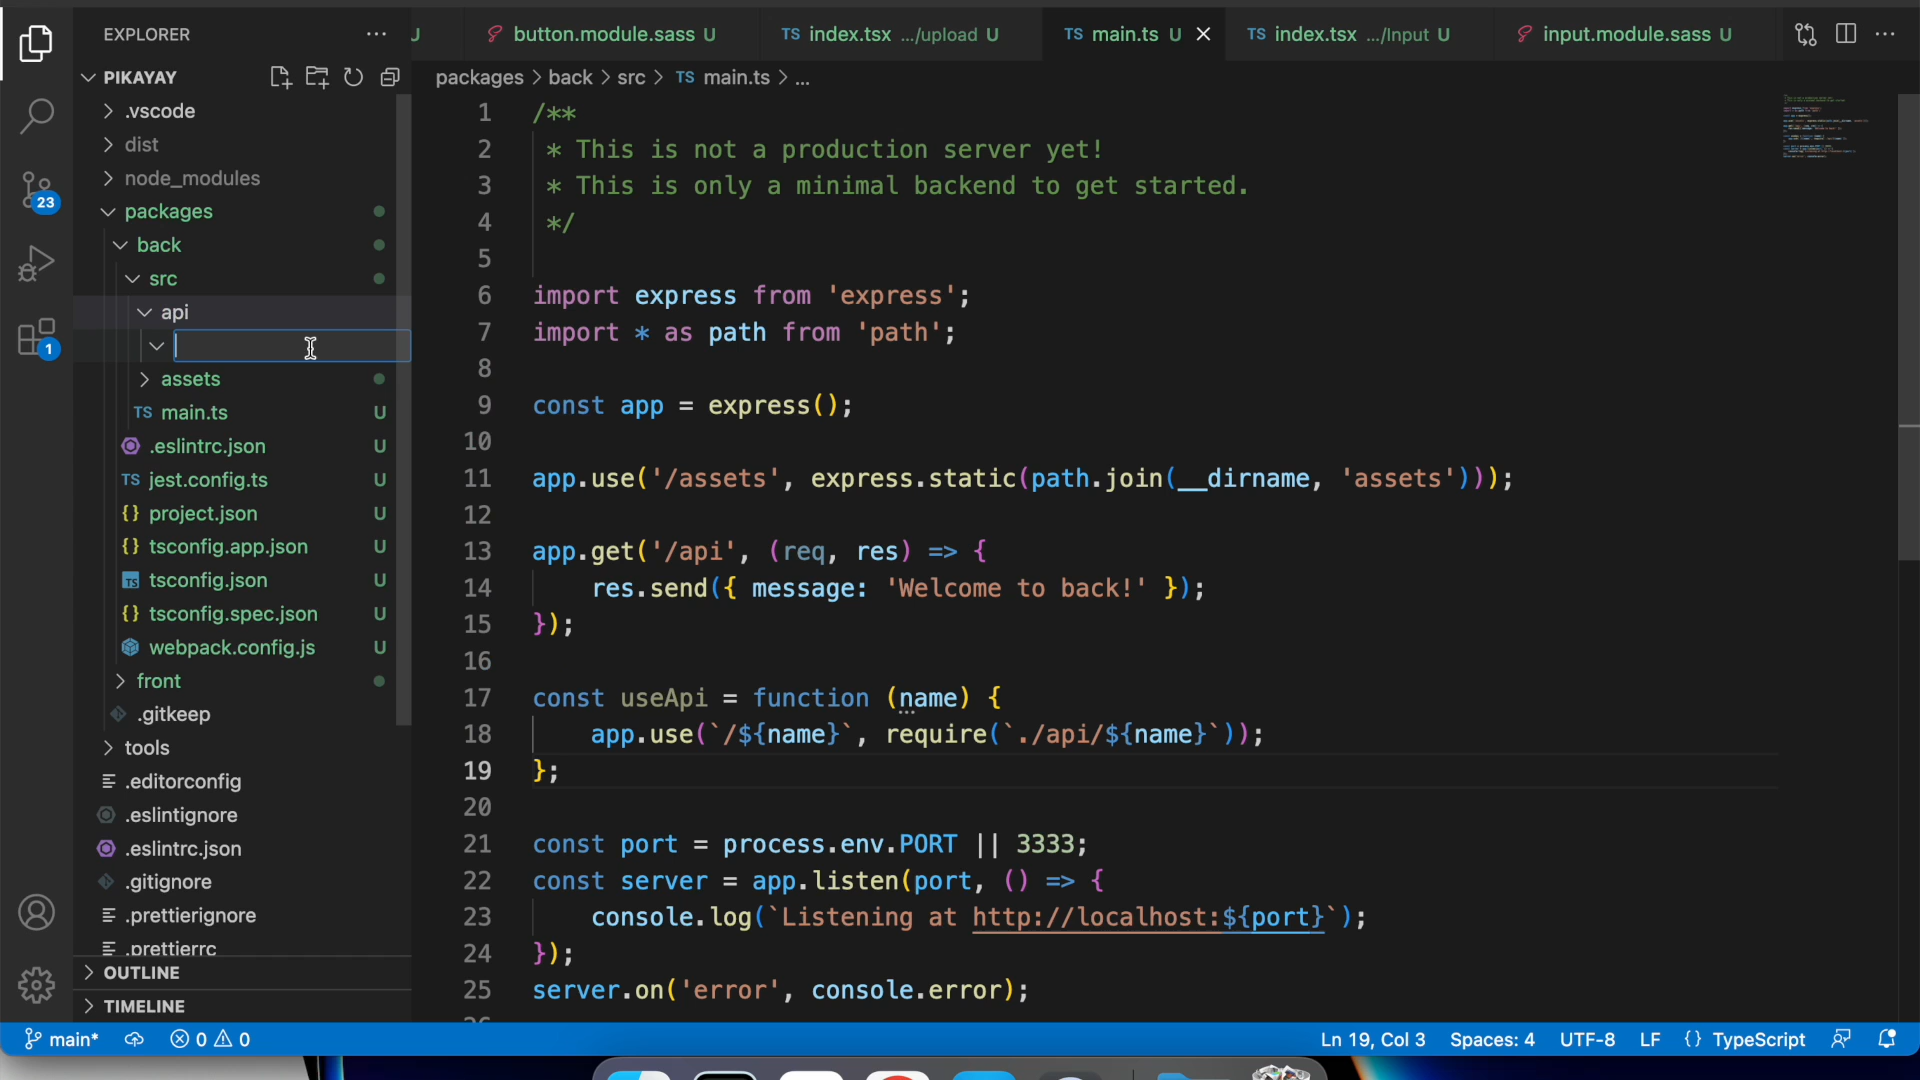 EXPLORER
PIKAYAY
.vscode
dist
node_modules
packages
back
src
api
assets
TS main.ts U
.eslintrc.json U
TS jest.config.ts U
{} project.json U
{} tsconfig.app.json U
TS tsconfig.json U
{} tsconfig.spec.json U
webpack.config.js U
front
.gitkeep
tools
.editorconfig
.eslintignore
.eslintrc.json
.gitignore
.prettierignore
.prettierrc
OUTLINE
TIMELINE
23
1
U button.module.sass U TS index.tsx .../upload U TS main.ts U TS index.tsx .../Input U input.module.sass U
packages > back > src > TS main.ts > ...
1 /**
2 * This is not a production server yet!
3 * This is only a minimal backend to get started.
4 */
5
6 import express from 'express';
7 import * as path from 'path';
8
9 const app = express();
10
11 app.use('/assets', express.static(path.join(__dirname, 'assets')));
12
13 app.get('/api', (req, res) => {
14 res.send({ message: 'Welcome to back!' });
15 });
16
17 const useApi = function (name) {
18 app.use(`/${name}`, require(`./api/${name}`));
19 };
20
21 const port = process.env.PORT || 3333;
22 const server = app.listen(port, () => {
23 console.log(`Listening at http://localhost:${port}`);
24 });
25 server.on('error', console.error);
main* 0 0 Ln 19, Col 3 Spaces: 4 UTF-8 LF {} TypeScript